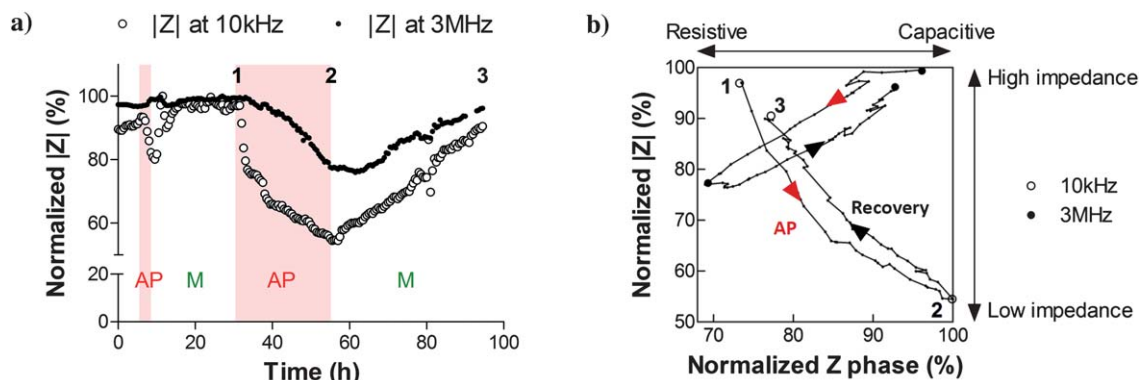 a)
|Z| at 10kHz
|Z| at 3MHz
Normalized |Z| (%)
100
80
60
20
0
1
2
3
AP
M
AP
M
0
20
40
60
80
100
Time (h)
b)
Resistive
Capacitive
Normalized |Z| (%)
100
90
80
70
60
50
1
3
AP
Recovery
2
70
80
90
100
Normalized Z phase (%)
High impedance
Low impedance
10kHz
3MHz